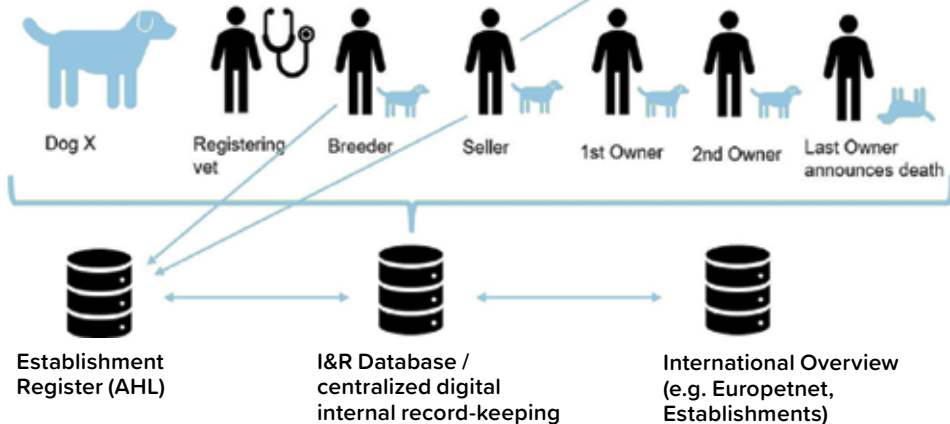 Dog X
Registering
vet
Breeder
Seller
1st Owner
2nd Owner
Last Owner
announces death
Establishment
Register (AHL)
I&R Database /
centralized digital
internal record-keeping
International Overview
(e.g. Europetnet,
Establishments)